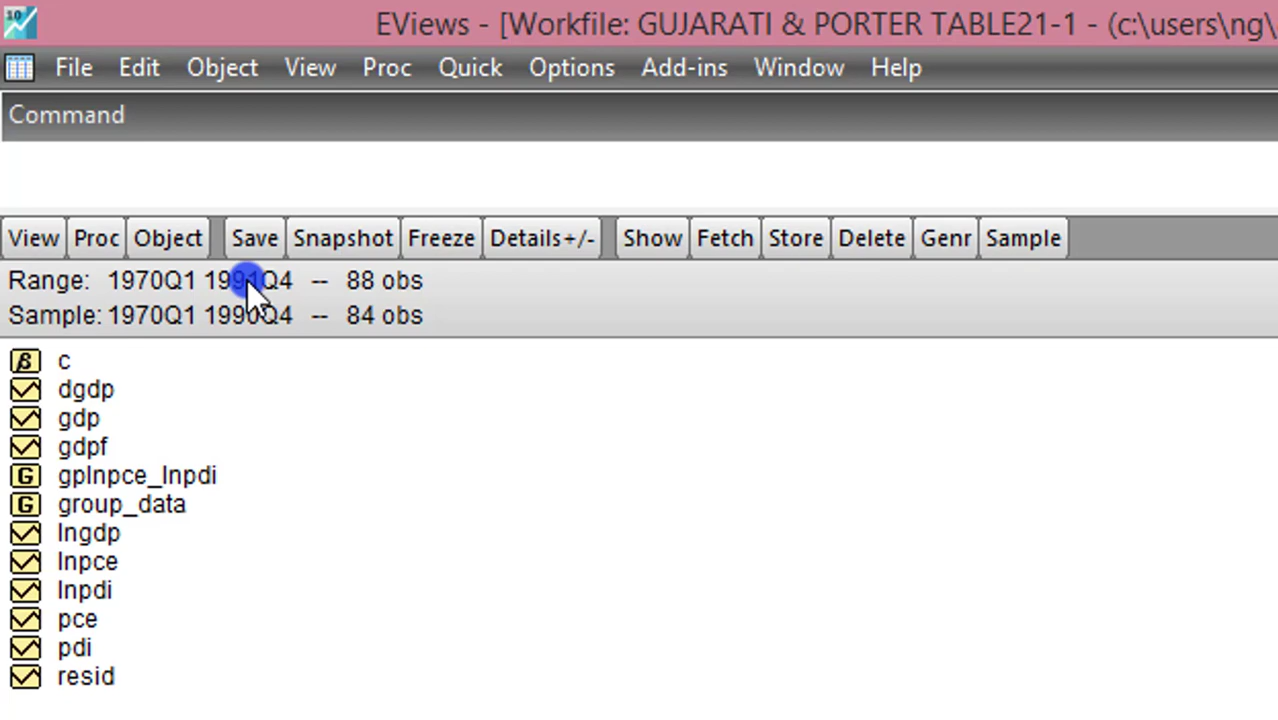 10
EViews - [Workfile: GUJARATI & PORTER TABLE21-1 - (c:\users\ng\
File Edit Object View Proc Quick Options Add-ins Window Help
Command
View Proc Object Save Snapshot Freeze Details+/- Show Fetch Store Delete Genr Sample
Range: 1970Q1 1991Q4 -- 88 obs
Sample: 1970Q1 1990Q4 -- 84 obs
β c
dgdp
gdp
gdpf
G gplnpce_lnpdi
G group_data
lngdp
lnpce
lnpdi
pce
pdi
resid